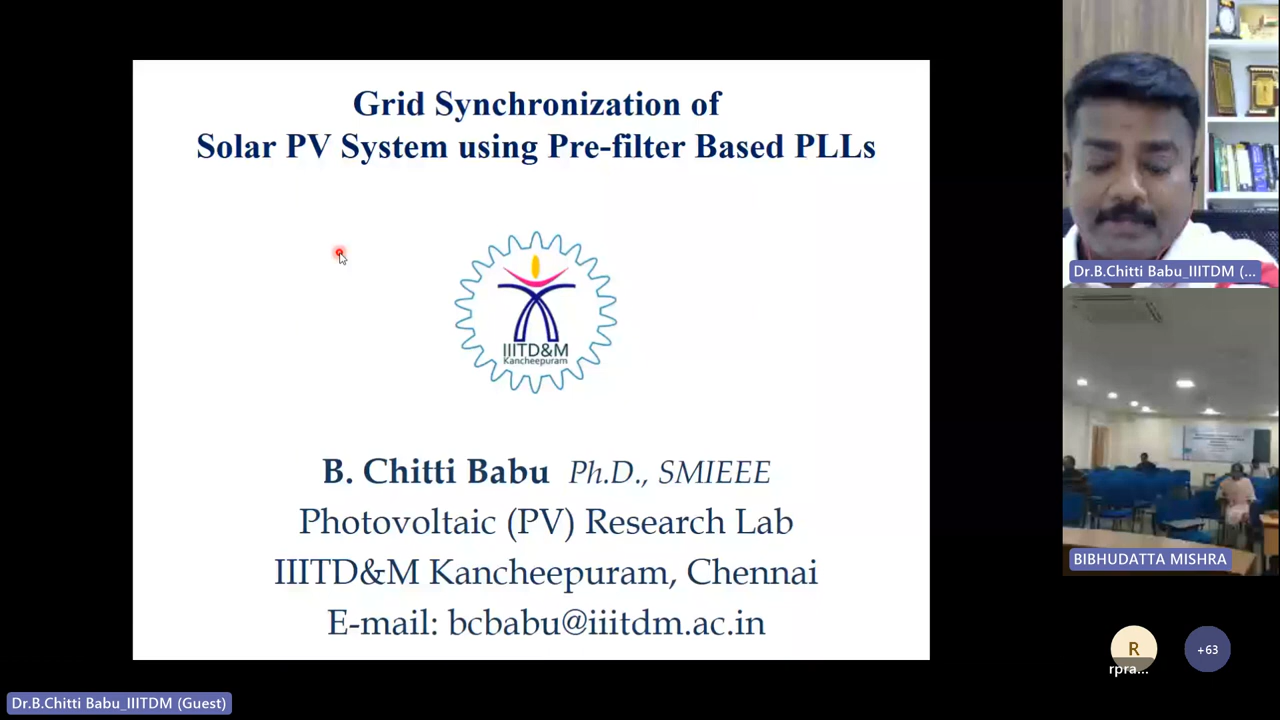 Grid Synchronization of
Solar PV System using Pre-filter Based PLLs
IIITD&M
Kancheepuram
B. Chitti Babu Ph.D., SMIEEE
Photovoltaic (PV) Research Lab
IIITD&M Kancheepuram, Chennai
E-mail: bcbabu@iiitdm.ac.in
Dr.B.Chitti Babu_IIITDM (...
BIBHUDATTA MISHRA
R
+63
rpra...
Dr.B.Chitti Babu_IIITDM (Guest)